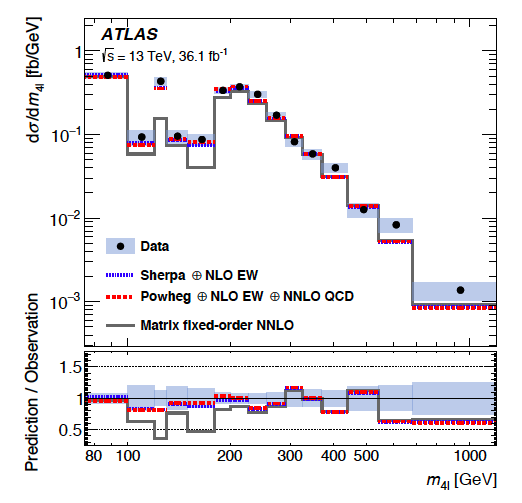 ATLAS
√s = 13 TeV, 36.1 fb⁻¹
dσ/dm4l [fb/GeV]
1
10⁻¹
10⁻²
10⁻³
Data
Sherpa ⊕ NLO EW
Powheg ⊕ NLO EW ⊕ NNLO QCD
Matrix fixed-order NNLO
Prediction / Observation
1.5
1
0.5
80 100 200 300 400 500 1000
m4l [GeV]